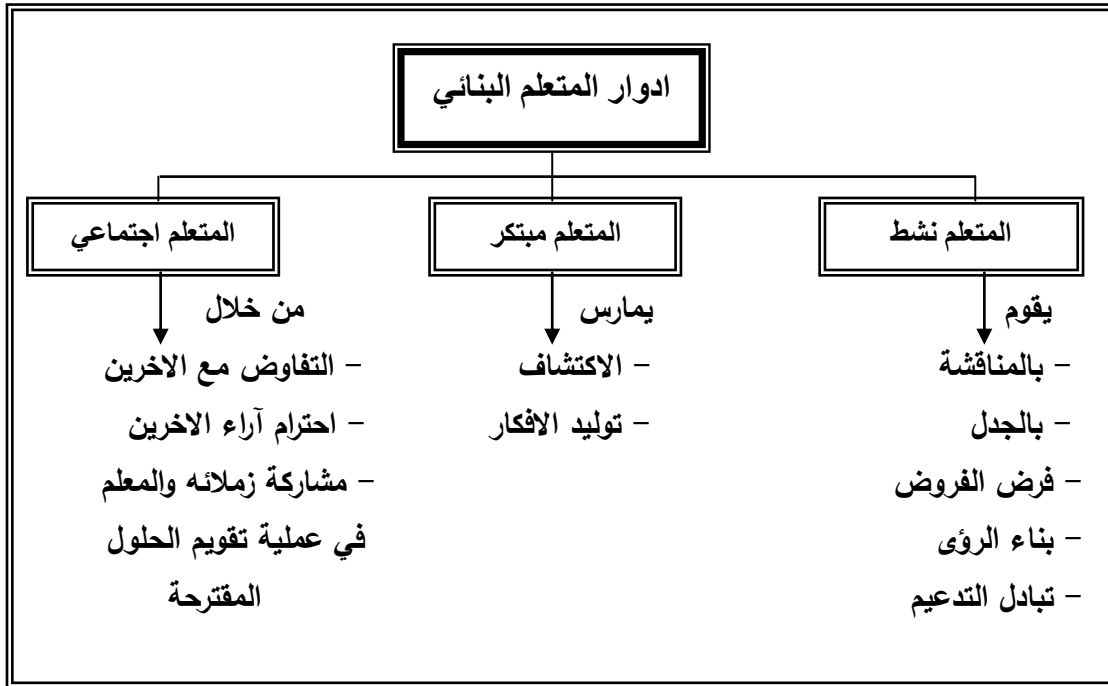 ادوار المتعلم البنائي
المتعلم نشط
يقوم
– بالمناقشة
– بالجدل
– فرض الفروض
– بناء الرؤى
– تبادل التدعيم
المتعلم مبتكر
يمارس
– الاكتشاف
– توليد الافكار
المتعلم اجتماعي
من خلال
– التفاوض مع الاخرين
– احترام آراء الاخرين
– مشاركة زملائه والمعلم
في عملية تقويم الحلول
المقترحة